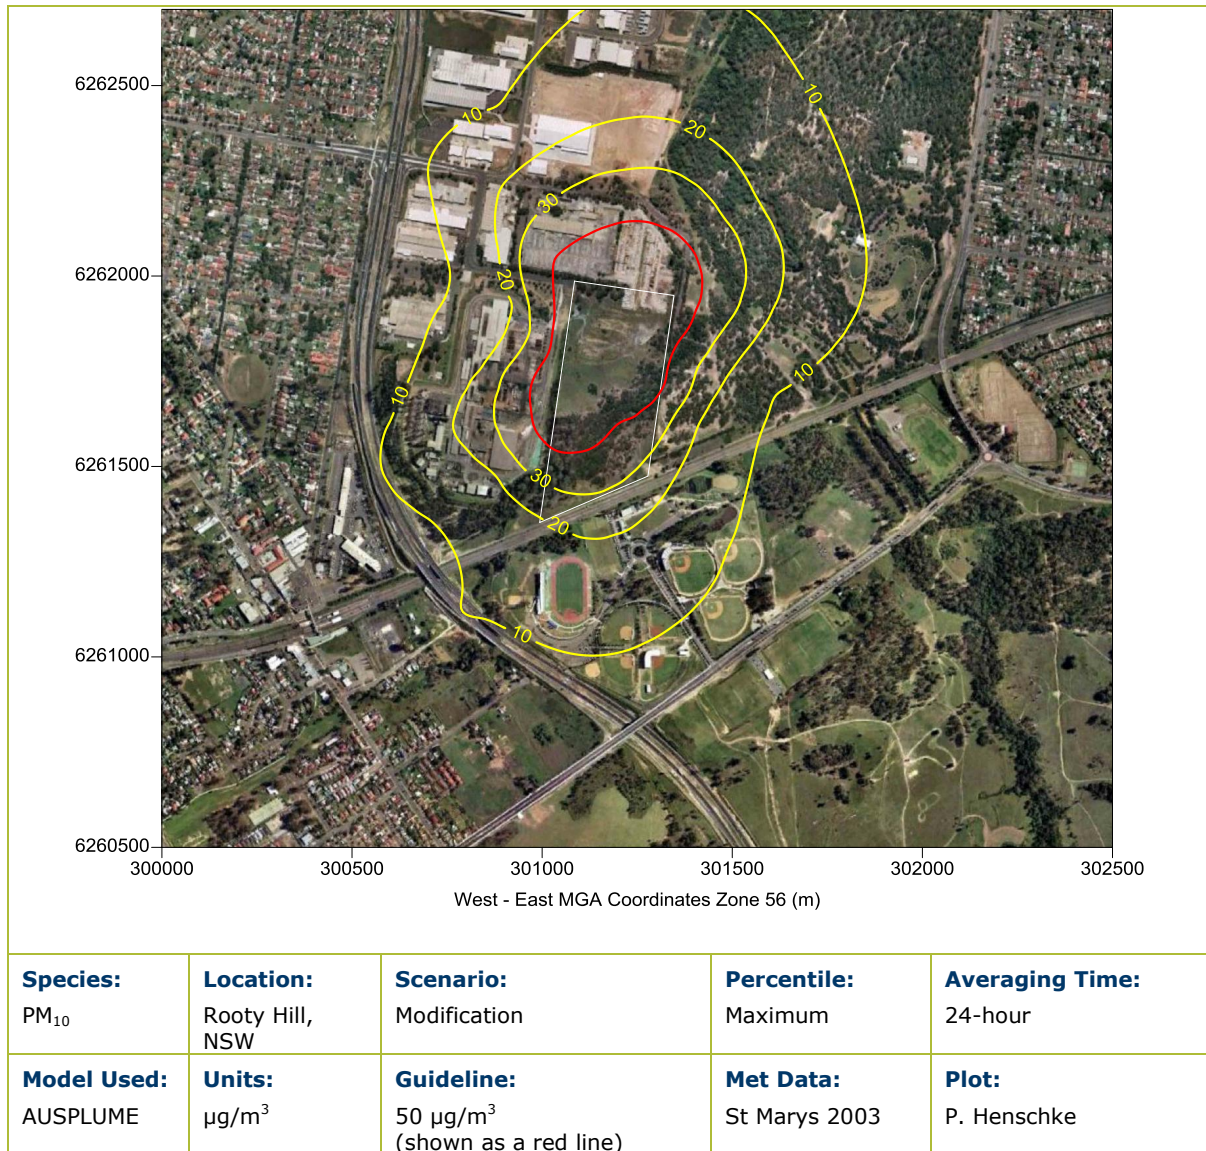 10
10
20
30
20
10
10
30
20
10
6262500
6262000
6261500
6261000
6260500
300000
300500
301000
301500
302000
302500
West - East MGA Coordinates Zone 56 (m)
Species:
PM₁₀
Location:
Rooty Hill,
NSW
Scenario:
Modification
Percentile:
Maximum
Averaging Time:
24-hour
Model Used:
AUSPLUME
Units:
µg/m³
Guideline:
50 µg/m³
(shown as a red line)
Met Data:
St Marys 2003
Plot:
P. Henschke